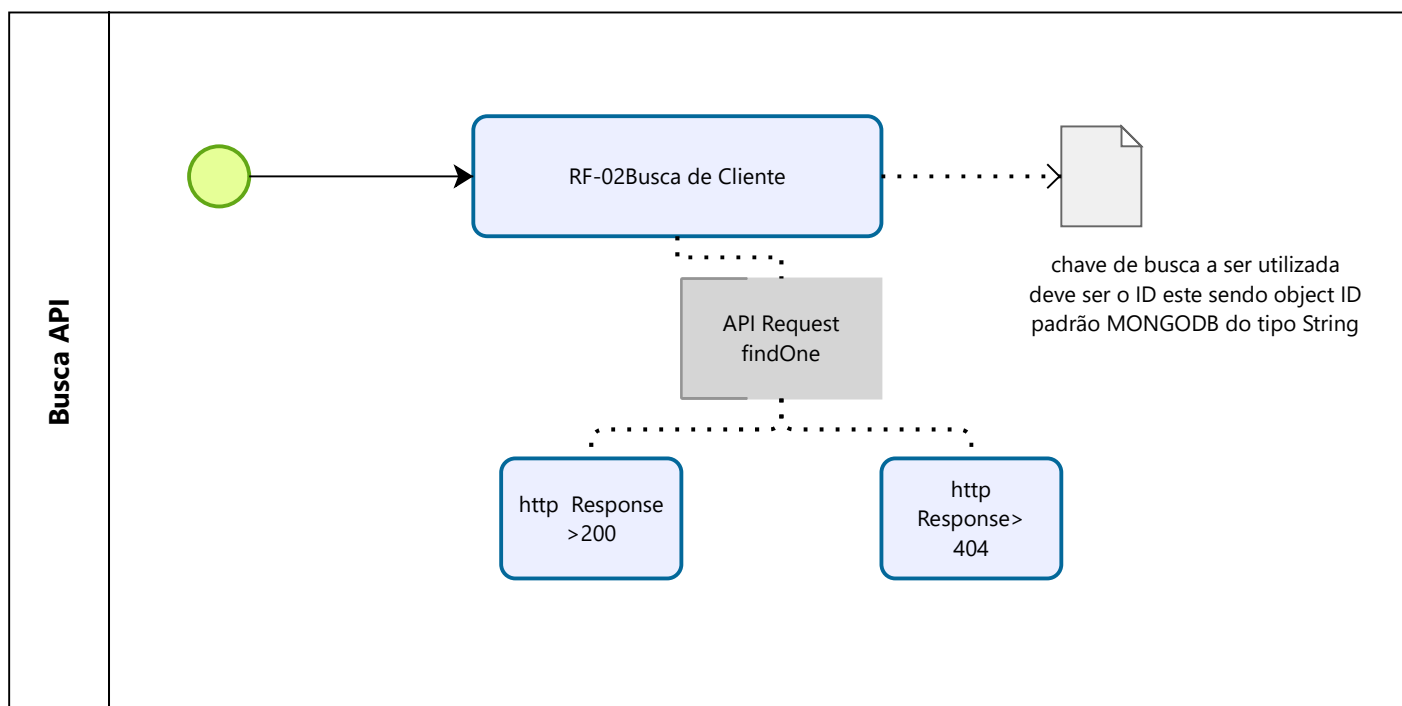 Busca API
RF-02Busca de Cliente
chave de busca a ser utilizada
deve ser o ID este sendo object ID
padrão MONGODB do tipo String
API Request
findOne
http  Response
>200
http
Response>
404